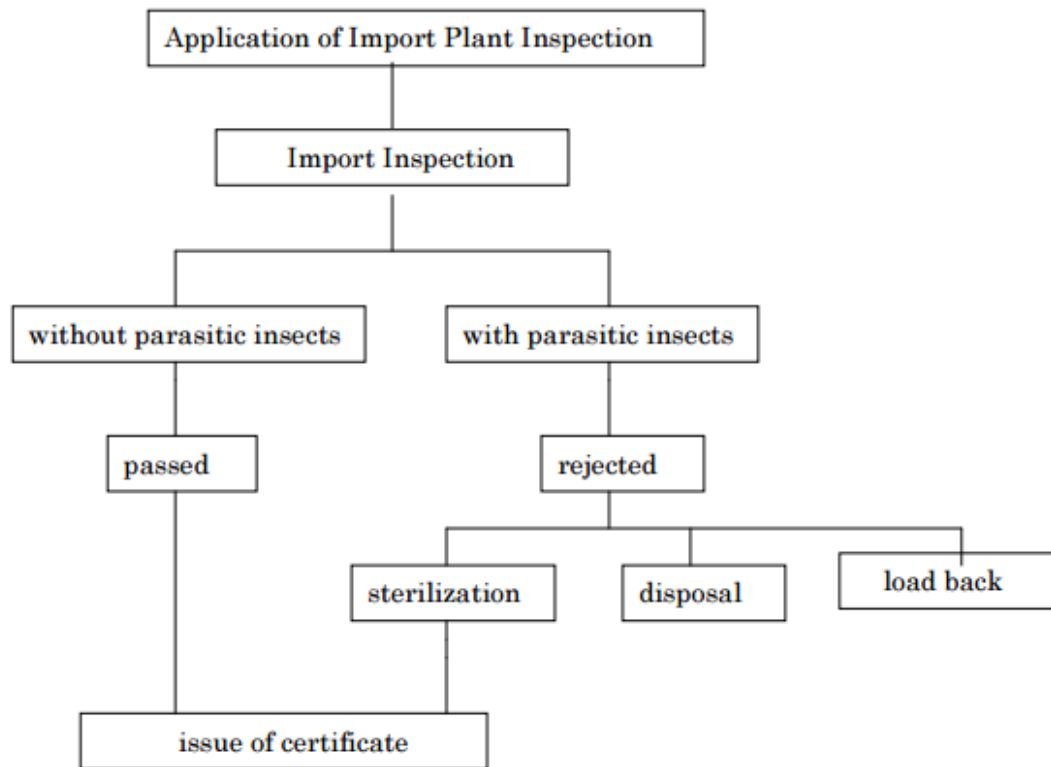 Application of Import Plant Inspection
Import Inspection
without parasitic insects
with parasitic insects
passed
rejected
sterilization
disposal
load back
issue of certificate